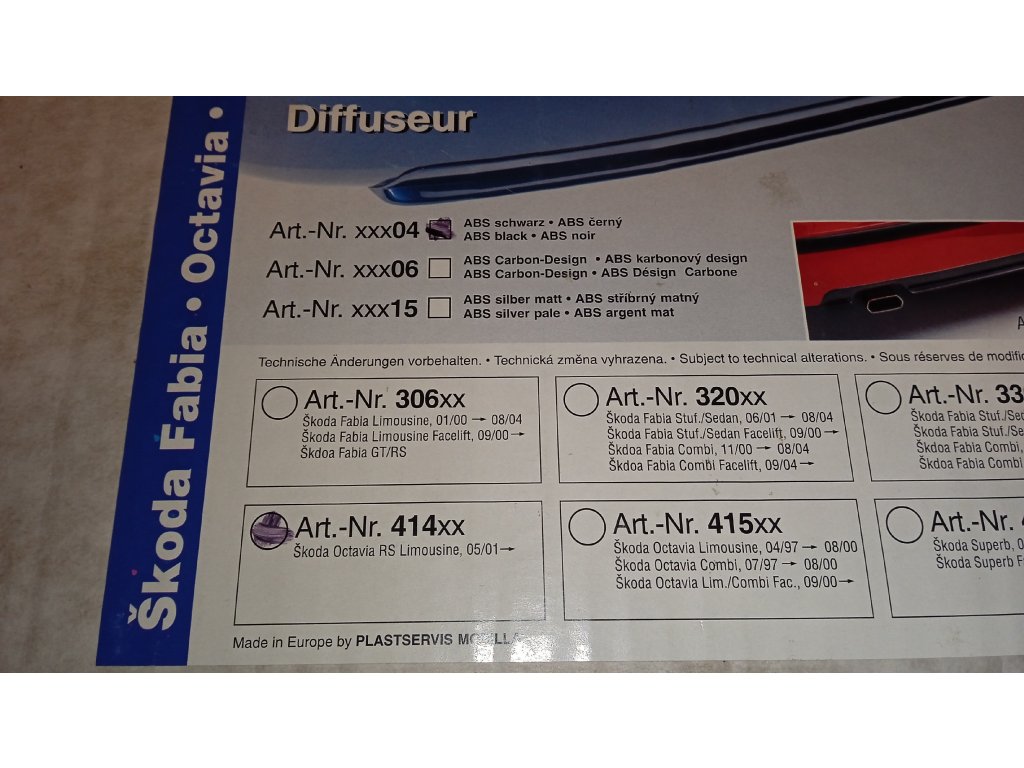 Škoda Fabia • Octavia •
Diffuseur
Art.-Nr. xxx04
ABS schwarz • ABS černý
ABS black • ABS noir
Art.-Nr. xxx06
ABS Carbon-Design • ABS karbonový design
ABS Carbon-Design • ABS Désign Carbone
Art.-Nr. xxx15
ABS silber matt • ABS stříbrný matný
ABS silver pale • ABS argent mat
Technische Änderungen vorbehalten. • Technická změna vyhrazena. • Subject to technical alterations. • Sous réserves de modific
Art.-Nr. 306xx
Škoda Fabia Limousine, 01/00 → 08/04
Škoda Fabia Limousine Facelift, 09/00 →
Škdoa Fabia GT/RS
Art.-Nr. 320xx
Škoda Fabia Stuf./Sedan, 06/01 → 08/04
Škoda Fabia Stuf./Sedan Facelift, 09/00 →
Škdoa Fabia Combi, 11/00 → 08/04
Škdoa Fabia Combi Facelift, 09/04 →
Art.-Nr. 33
Škoda Fabia Stuf./Sed
Škoda Fabia Stuf./Se
Škdoa Fabia Combi,
Škdoa Fabia Combi
Art.-Nr. 414xx
Škoda Octavia RS Limousine, 05/01 →
Art.-Nr. 415xx
Škoda Octavia Limousine, 04/97 → 08/00
Škoda Octavia Combi, 07/97 → 08/00
Škdoa Octavia Lim./Combi Fac., 09/00 →
Art.-Nr.
Škoda Superb, 0
Škoda Superb F
Made in Europe by PLASTSERVIS